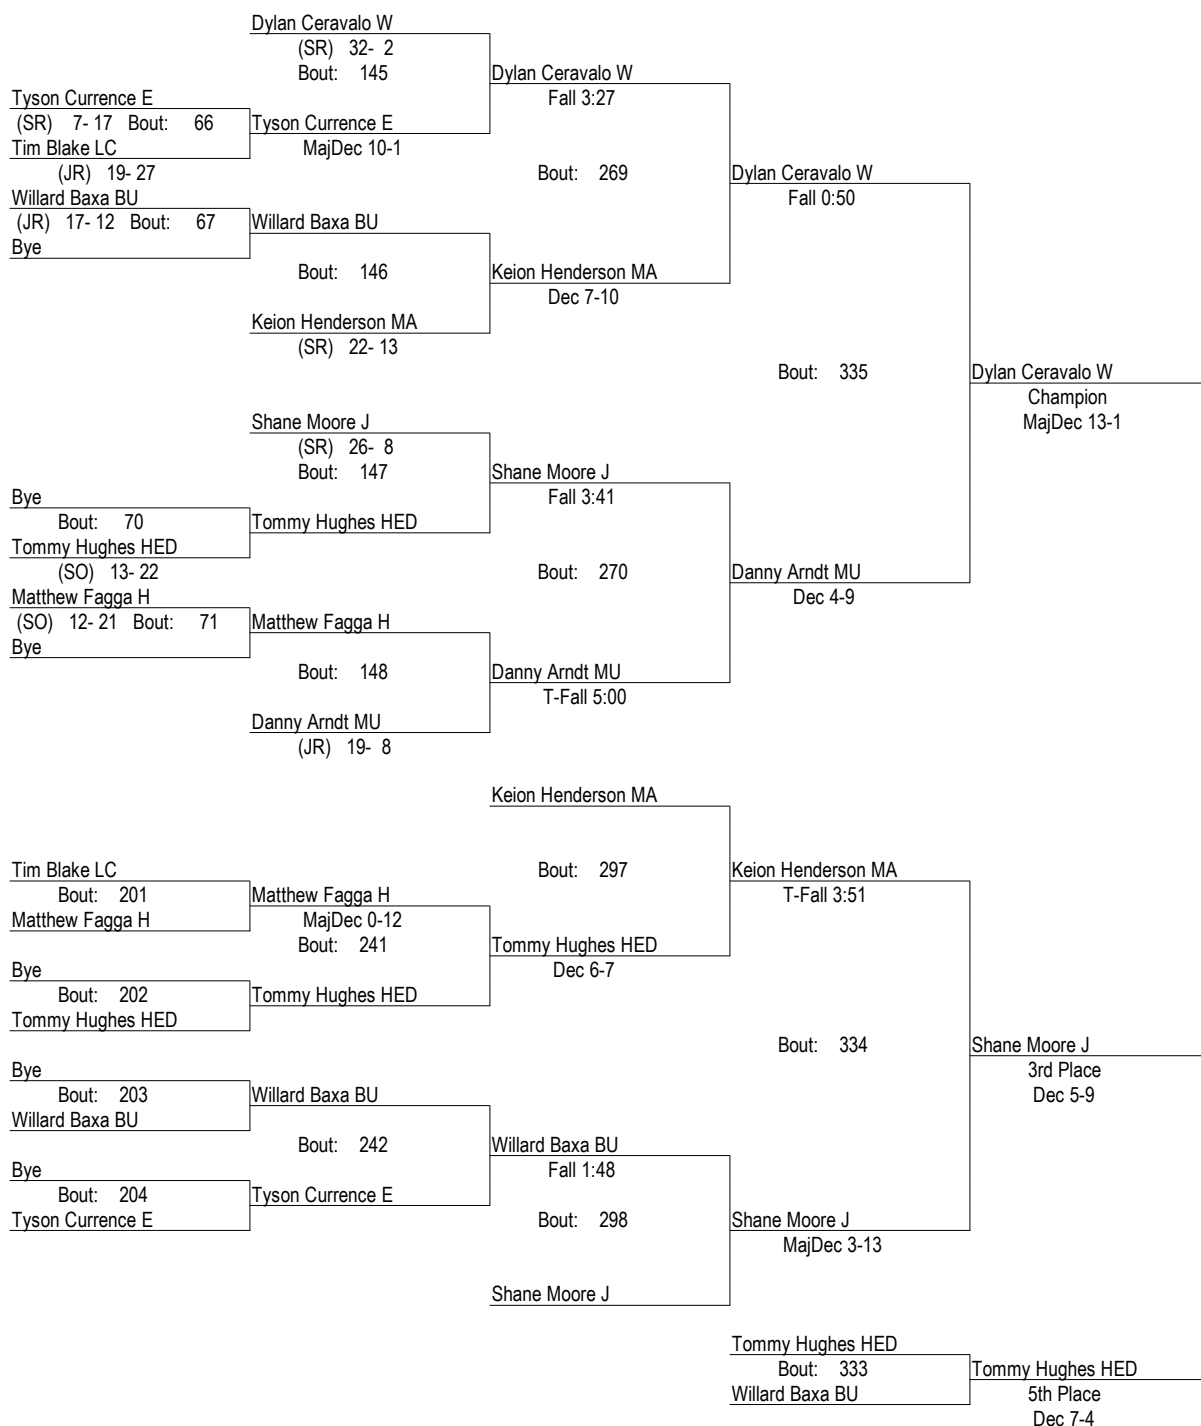 Dylan Ceravalo W
(SR) 32- 2
Bout: 145
Dylan Ceravalo W
Fall 3:27
Tyson Currence E
(SR) 7- 17 Bout: 66
Tyson Currence E
Tim Blake LC
MajDec 10-1
(JR) 19- 27
Bout: 269
Dylan Ceravalo W
Fall 0:50
Willard Baxa BU
(JR) 17- 12 Bout: 67
Willard Baxa BU
Bye
Bout: 146
Keion Henderson MA
Dec 7-10
Keion Henderson MA
(SR) 22- 13
Bout: 335
Dylan Ceravalo W
Champion
MajDec 13-1
Shane Moore J
(SR) 26- 8
Bout: 147
Shane Moore J
Fall 3:41
Bye
Bout: 70
Tommy Hughes HED
Tommy Hughes HED
(SO) 13- 22
Bout: 270
Danny Arndt MU
Dec 4-9
Matthew Fagga H
(SO) 12- 21 Bout: 71
Matthew Fagga H
Bye
Bout: 148
Danny Arndt MU
T-Fall 5:00
Danny Arndt MU
(JR) 19- 8
Keion Henderson MA
Bout: 297
Keion Henderson MA
T-Fall 3:51
Tim Blake LC
Bout: 201
Matthew Fagga H
Matthew Fagga H
MajDec 0-12
Bout: 241
Tommy Hughes HED
Dec 6-7
Bye
Bout: 202
Tommy Hughes HED
Tommy Hughes HED
Bout: 334
Shane Moore J
3rd Place
Dec 5-9
Bye
Bout: 203
Willard Baxa BU
Willard Baxa BU
Bout: 242
Willard Baxa BU
Fall 1:48
Bye
Bout: 204
Tyson Currence E
Tyson Currence E
Bout: 298
Shane Moore J
MajDec 3-13
Shane Moore J
Tommy Hughes HED
Bout: 333
Tommy Hughes HED
Willard Baxa BU
5th Place
Dec 7-4